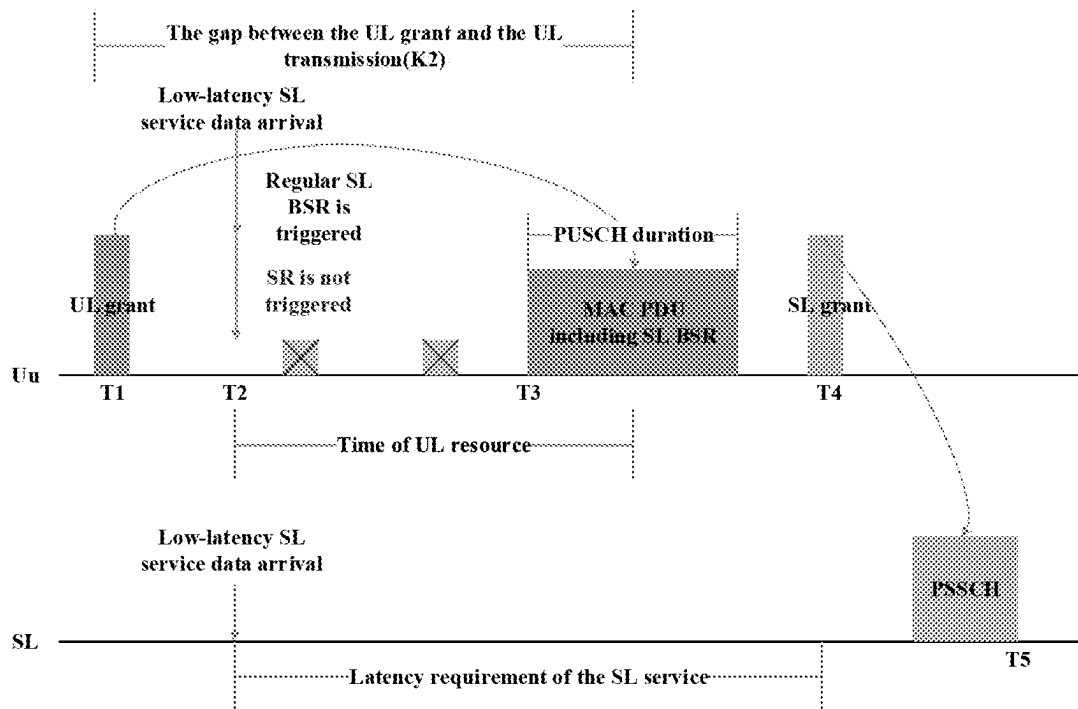 The gap between the UL grant and the UL
transmission(K2)
Low-latency SL
service data arrival
Regular SL
BSR is
triggered
SR is not
triggered
UL grant
PUSCH duration
MAC PDU
including SL BSR
SL grant
Uu
T1
T2
T3
T4
Time of UL resource
Low-latency SL
service data arrival
PSSCH
SL
T5
Latency requirement of the SL service